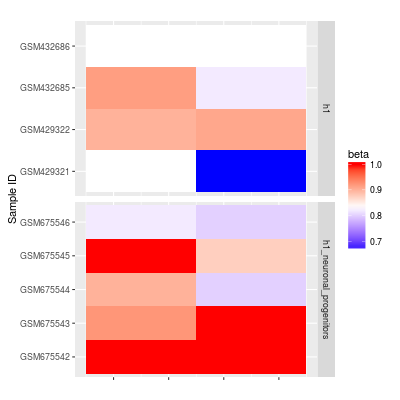 GSM432686
GSM432685
GSM429322
GSM429321
h1
GSM675546
GSM675545
GSM675544
GSM675543
GSM675542
h1_neuronal_progenitors
Sample ID
beta
1.0
0.9
0.8
0.7